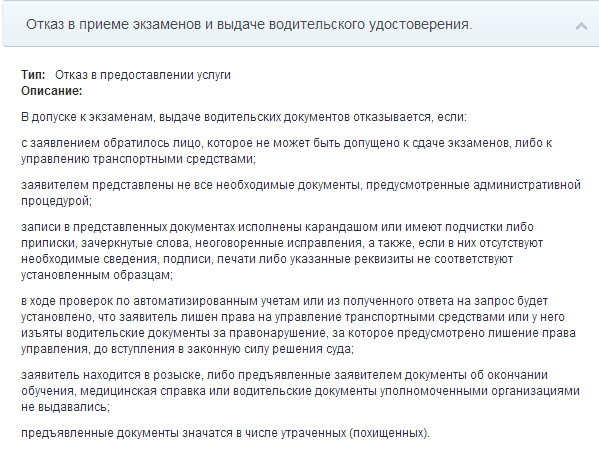 Отказ в приеме экзаменов и выдаче водительского удостоверения.
Тип: Отказ в предоставлении услуги
Описание:
В допуске к экзаменам, выдаче водительских документов отказывается, если:
с заявлением обратилось лицо, которое не может быть допущено к сдаче экзаменов, либо к
управлению транспортными средствами;
заявителем представлены не все необходимые документы, предусмотренные административной
процедурой;
записи в представленных документах исполнены карандашом или имеют подчистки либо
приписки, зачеркнутые слова, неоговоренные исправления, а также, если в них отсутствуют
необходимые сведения, подписи, печати либо указанные реквизиты не соответствуют
установленным образцам;
в ходе проверок по автоматизированным учетам или из полученного ответа на запрос будет
установлено, что заявитель лишен права на управление транспортными средствами или у него
изъяты водительские документы за правонарушение, за которое предусмотрено лишение права
управления, до вступления в законную силу решения суда;
заявитель находится в розыске, либо предъявленные заявителем документы об окончании
обучения, медицинская справка или водительские документы уполномоченными организациями
не выдавались;
предъявленные документы значатся в числе утраченных (похищенных).